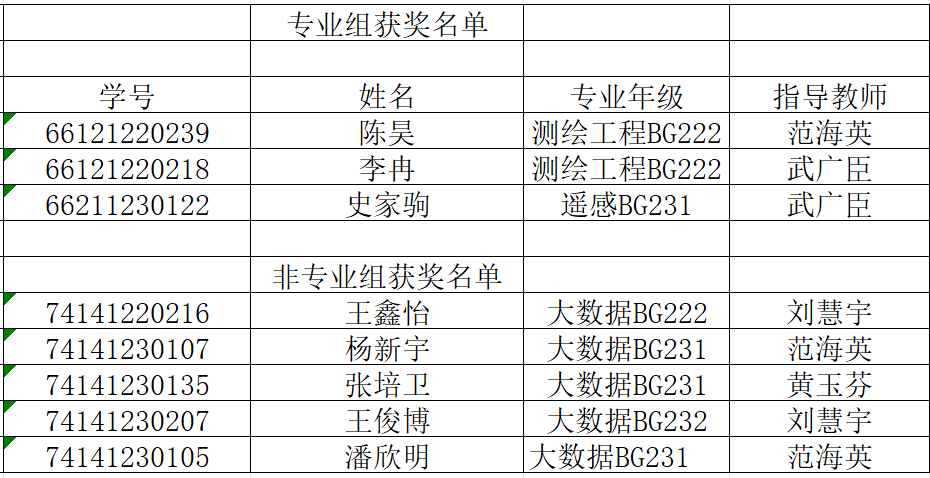 专业组获奖名单
学号 姓名 专业年级 指导教师
66121220239 陈昊 测绘工程BG222 范海英
66121220218 李冉 测绘工程BG222 武广臣
66211230122 史家驹 遥感BG231 武广臣
非专业组获奖名单
74141220216 王鑫怡 大数据BG222 刘慧宇
74141230107 杨新宇 大数据BG231 范海英
74141230135 张培卫 大数据BG231 黄玉芬
74141230207 王俊博 大数据BG232 刘慧宇
74141230105 潘欣明 大数据BG231 范海英